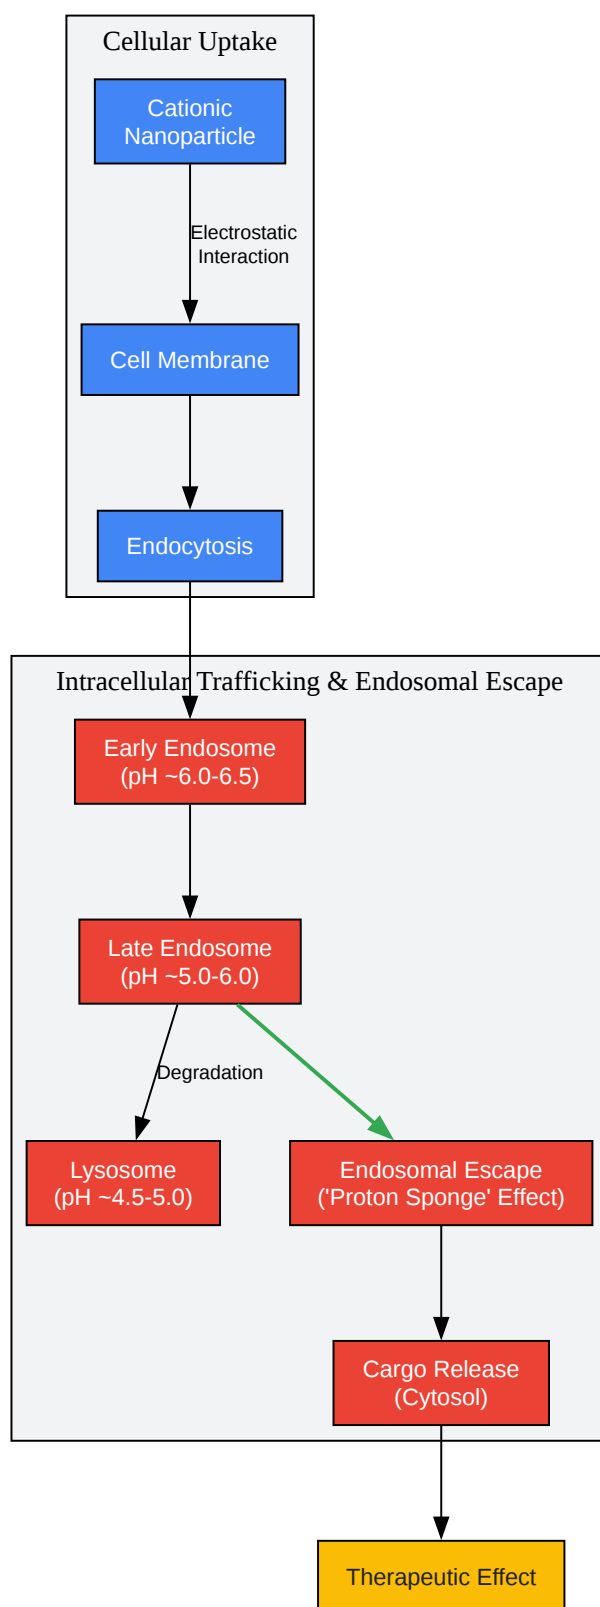 Cellular Uptake
Cationic
Nanoparticle
Electrostatic
Interaction
Cell Membrane
Endocytosis
Intracellular Trafficking & Endosomal Escape
Early Endosome
(pH ~6.0-6.5)
Late Endosome
(pH ~5.0-6.0)
Degradation
Lysosome
(pH ~4.5-5.0)
Endosomal Escape
('Proton Sponge' Effect)
Cargo Release
(Cytosol)
Therapeutic Effect